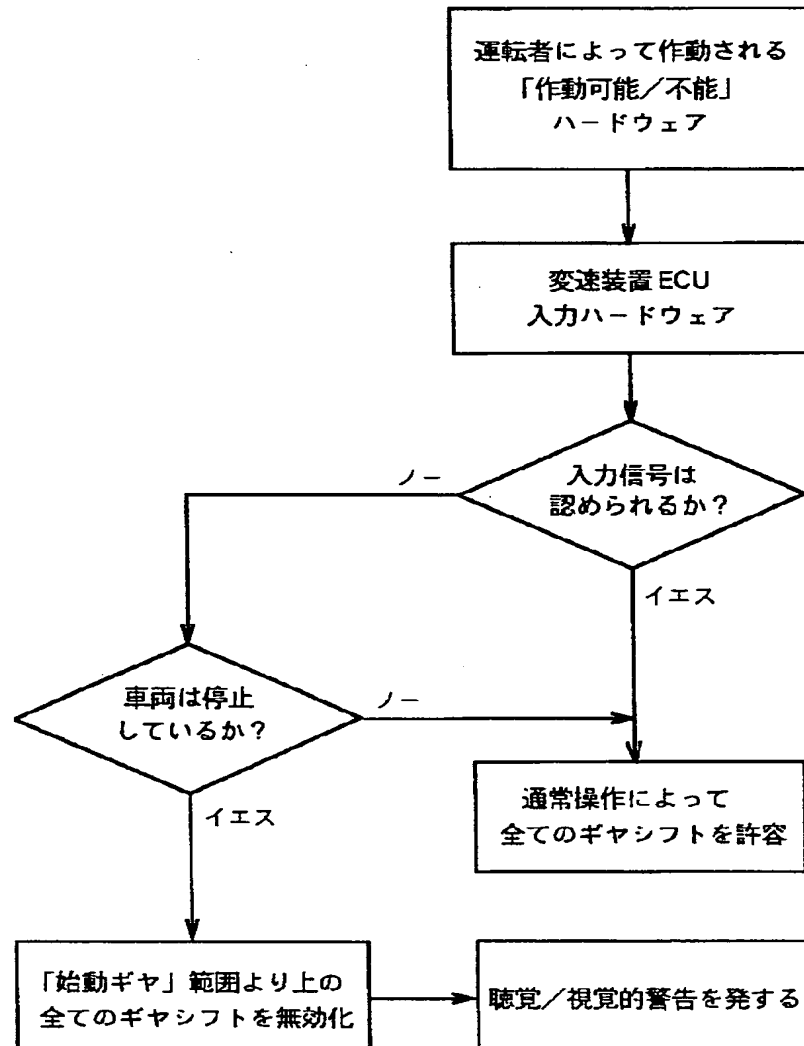 運転者によって作動される
「作動可能／不能」
ハードウェア
変速装置ECU
入力ハードウェア
入力信号は
認められるか？
ノー
イエス
車両は停止
しているか？
ノー
イエス
通常操作によって
全てのギヤシフトを許容
「始動ギヤ」範囲より上の
全てのギヤシフトを無効化
聴覚／視覚的警告を発する